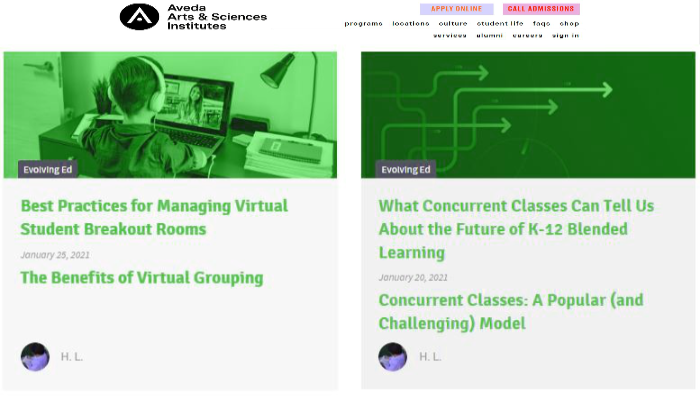 Aveda
Arts & Sciences
Institutes
APPLY ONLINE
CALL ADMISSIONS
programs locations culture student life faqs shop
services alumni careers sign in
Evolving Ed
Best Practices for Managing Virtual
Student Breakout Rooms
January 25, 2021
The Benefits of Virtual Grouping
H. L.
Evolving Ed
What Concurrent Classes Can Tell Us
About the Future of K-12 Blended
Learning
January 20, 2021
Concurrent Classes: A Popular (and
Challenging) Model
H. L.